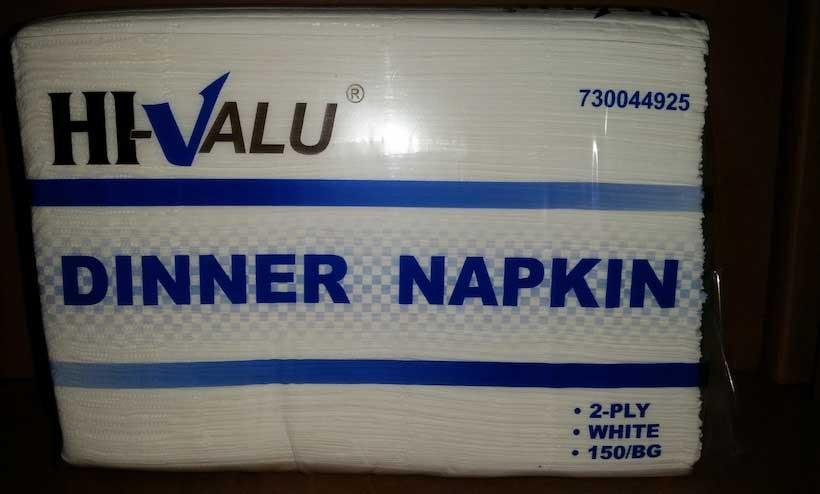 HI-VALU®
730044925
DINNER NAPKIN
• 2-PLY
• WHITE
• 150/BG